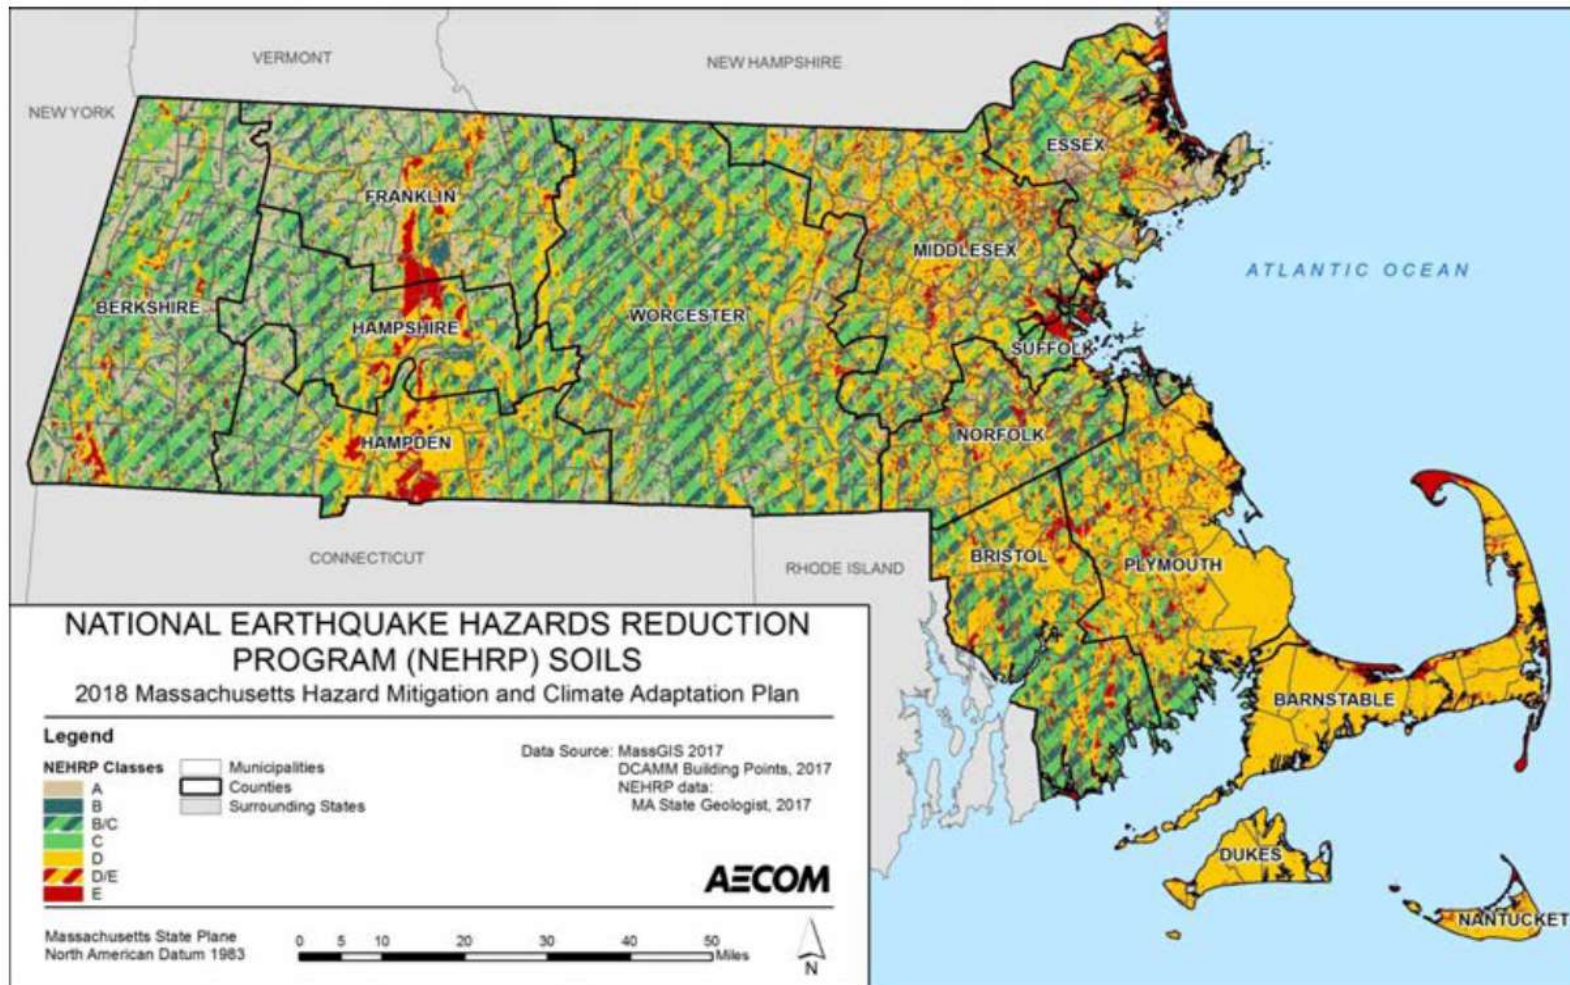 VERMONT
NEW HAMPSHIRE
NEW YORK
ESSEX
FRANKLIN
MIDDLESEX
ATLANTIC OCEAN
BERKSHIRE
HAMPSHIRE
WORCESTER
SUFFOLK
HAMPDEN
NORFOLK
CONNECTICUT
RHODE ISLAND
BRISTOL
PLYMOUTH
BARNSTABLE
DUKES
NANTUCKET
NATIONAL EARTHQUAKE HAZARDS REDUCTION
PROGRAM (NEHRP) SOILS
2018 Massachusetts Hazard Mitigation and Climate Adaptation Plan
Legend
NEHRP Classes
A
B
B/C
C
D
D/E
E
Municipalities
Counties
Surrounding States
Data Source: MassGIS 2017
DCAMM Building Points, 2017
NEHRP data:
MA State Geologist, 2017
AECOM
Massachusetts State Plane
North American Datum 1983
0 5 10 20 30 40 50
Miles
N